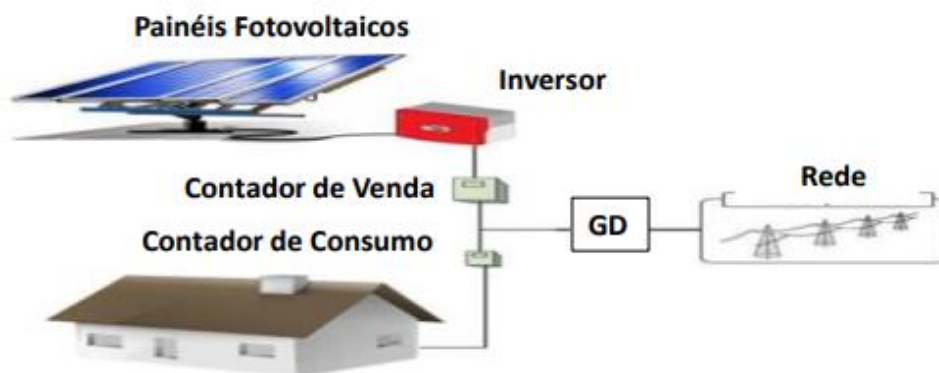 Painéis Fotovoltaicos
Inversor
Contador de Venda
Rede
GD
Contador de Consumo